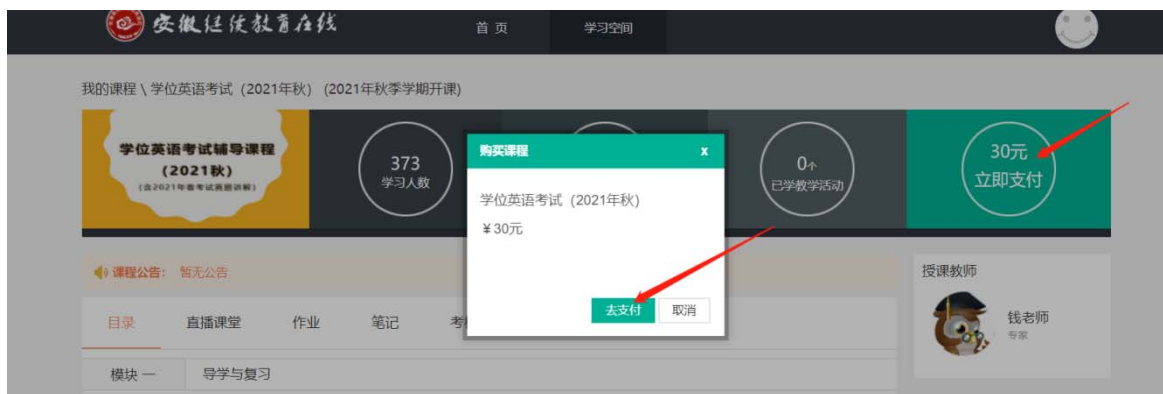 安徽继续教育在线
首 页
学习空间
我的课程 \ 学位英语考试（2021年秋）（2021年秋季学期开课)
学位英语考试辅导课程
(2021秋)
(含2021年春考试真题讲解)
373
学习人数
0个
已学教学活动
30元
立即支付
购买课程 x
学位英语考试（2021年秋）
¥30元
去支付 取消
课程公告： 暂无公告
授课教师
目录 直播课堂 作业 笔记
钱老师
专家
模块一 导学与复习